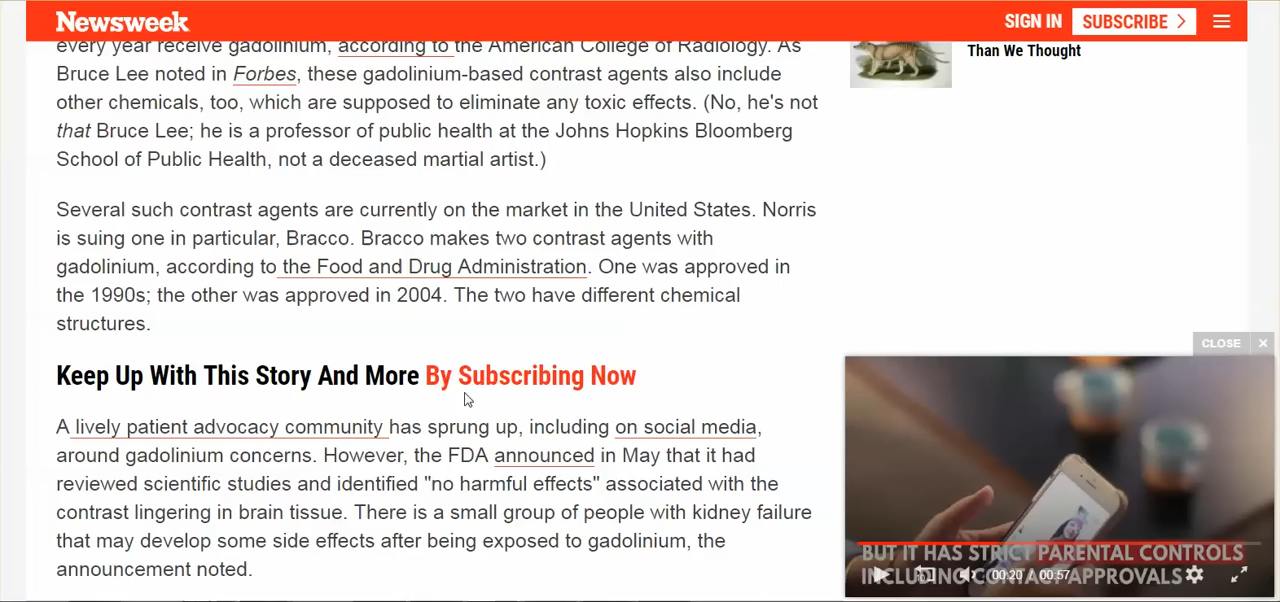 Newsweek
SIGN IN
SUBSCRIBE
every year receive gadolinium, according to the American College of Radiology. As
Bruce Lee noted in Forbes, these gadolinium-based contrast agents also include
other chemicals, too, which are supposed to eliminate any toxic effects. (No, he's not
that Bruce Lee; he is a professor of public health at the Johns Hopkins Bloomberg
School of Public Health, not a deceased martial artist.)
Than We Thought
Several such contrast agents are currently on the market in the United States. Norris
is suing one in particular, Bracco. Bracco makes two contrast agents with
gadolinium, according to the Food and Drug Administration. One was approved in
the 1990s; the other was approved in 2004. The two have different chemical
structures.
Keep Up With This Story And More By Subscribing Now
A lively patient advocacy community has sprung up, including on social media,
around gadolinium concerns. However, the FDA announced in May that it had
reviewed scientific studies and identified "no harmful effects" associated with the
contrast lingering in brain tissue. There is a small group of people with kidney failure
that may develop some side effects after being exposed to gadolinium, the
announcement noted.
CLOSE
BUT IT HAS STRICT PARENTAL CONTROLS
INCLUDING CONTACT APPROVALS
00:20 / 00:57